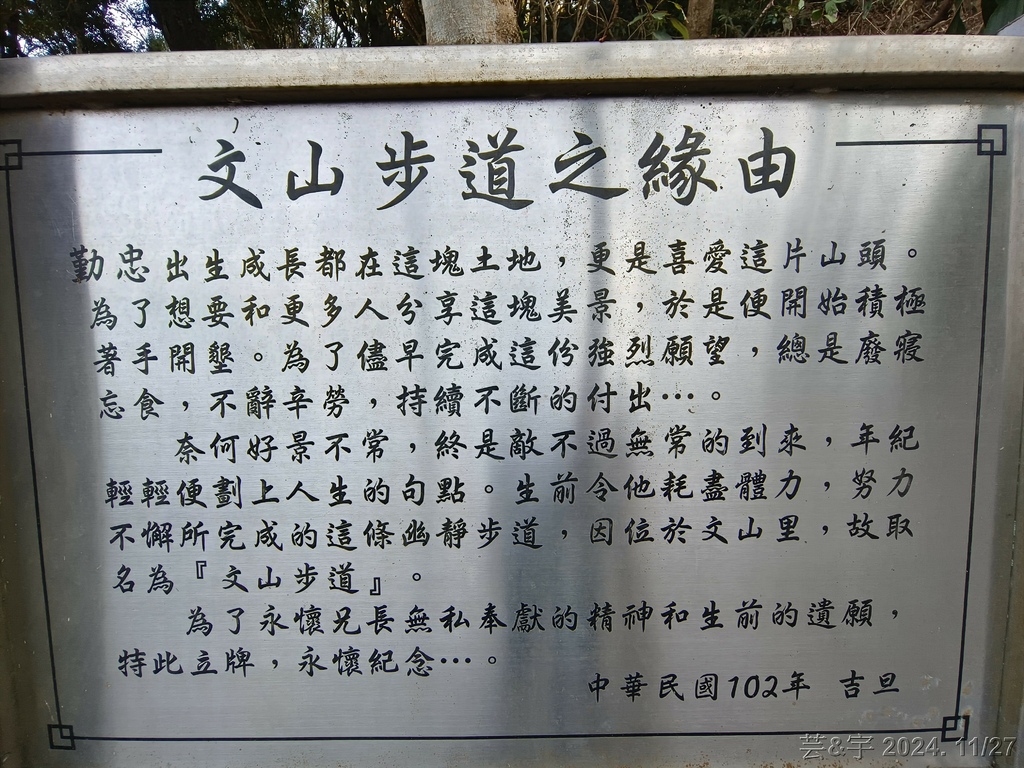 文山步道之緣由
勤忠出生成長都在這塊土地，更是喜愛這片山頭。
為了想要和更多人分享這塊美景，於是便開始積極
著手開墾。為了儘早完成這份強烈願望，總是廢寢
忘食，不辭辛勞，持續不斷的付出…。
奈何好景不常，終是敵不過無常的到來，年紀
輕輕便劃上人生的句點。生前令他耗盡體力，努力
不懈所完成的這條幽靜步道，因位於文山里，故取
名為『文山步道』。
為了永懷兄長無私奉獻的精神和生前的遺願，
特此立牌，永懷紀念…。
中華民國102年 吉旦
芸&宇 2024. 11/27